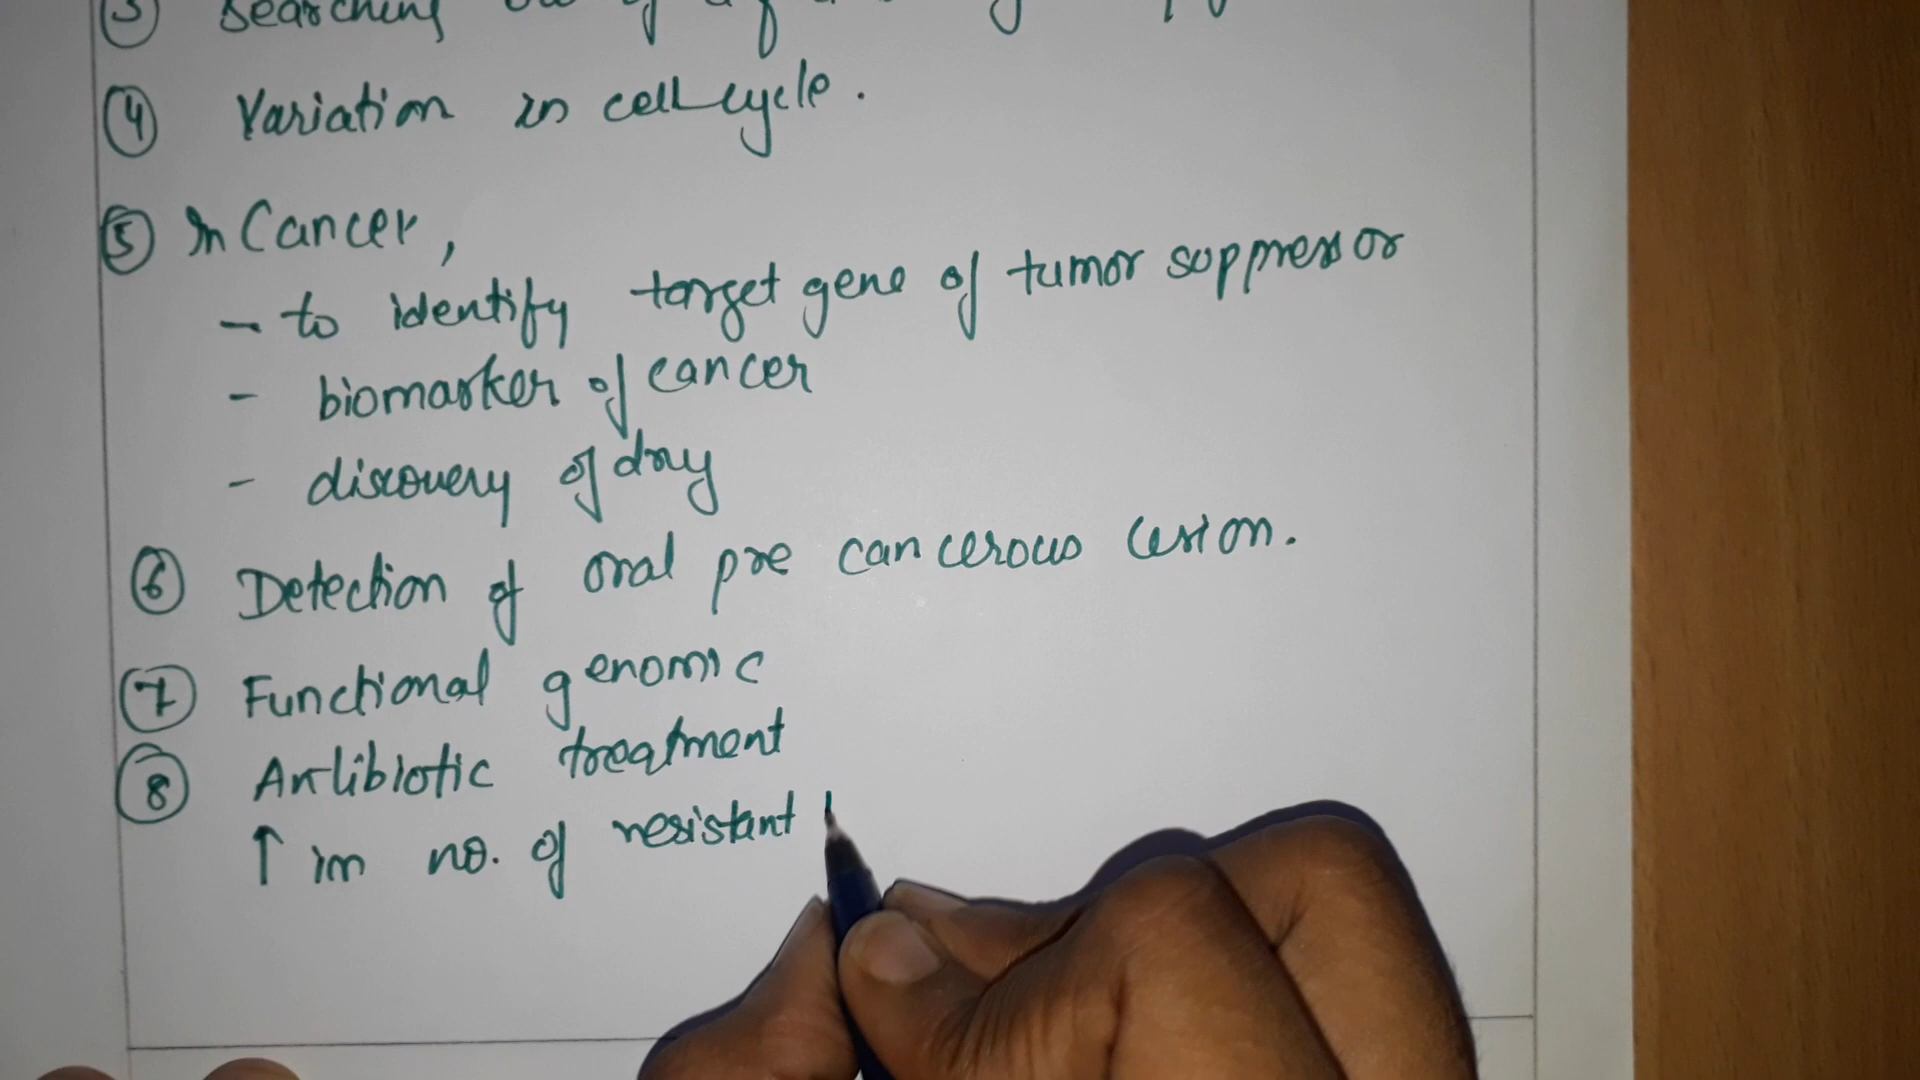 ③ Searching
④ Variation in cell cycle.
⑤ In Cancer,
- to identify target gene of tumor suppressor
- biomarker of cancer
- discovery of drug
⑥ Detection of oral pre cancerous lesion.
⑦ Functional genomic
⑧ Antibiotic treatment
↑ in no. of resistant